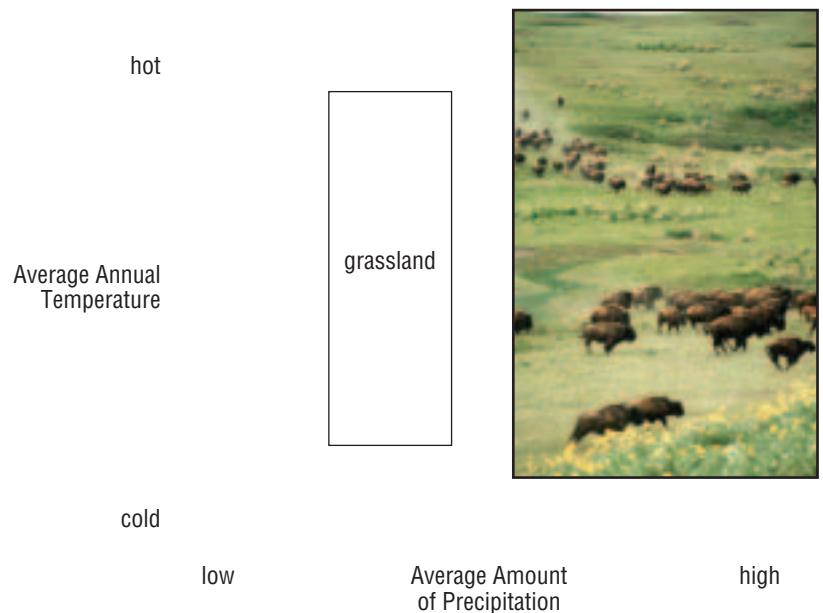 hot
grassland
Average Annual
Temperature
cold
low
Average Amount
of Precipitation
high